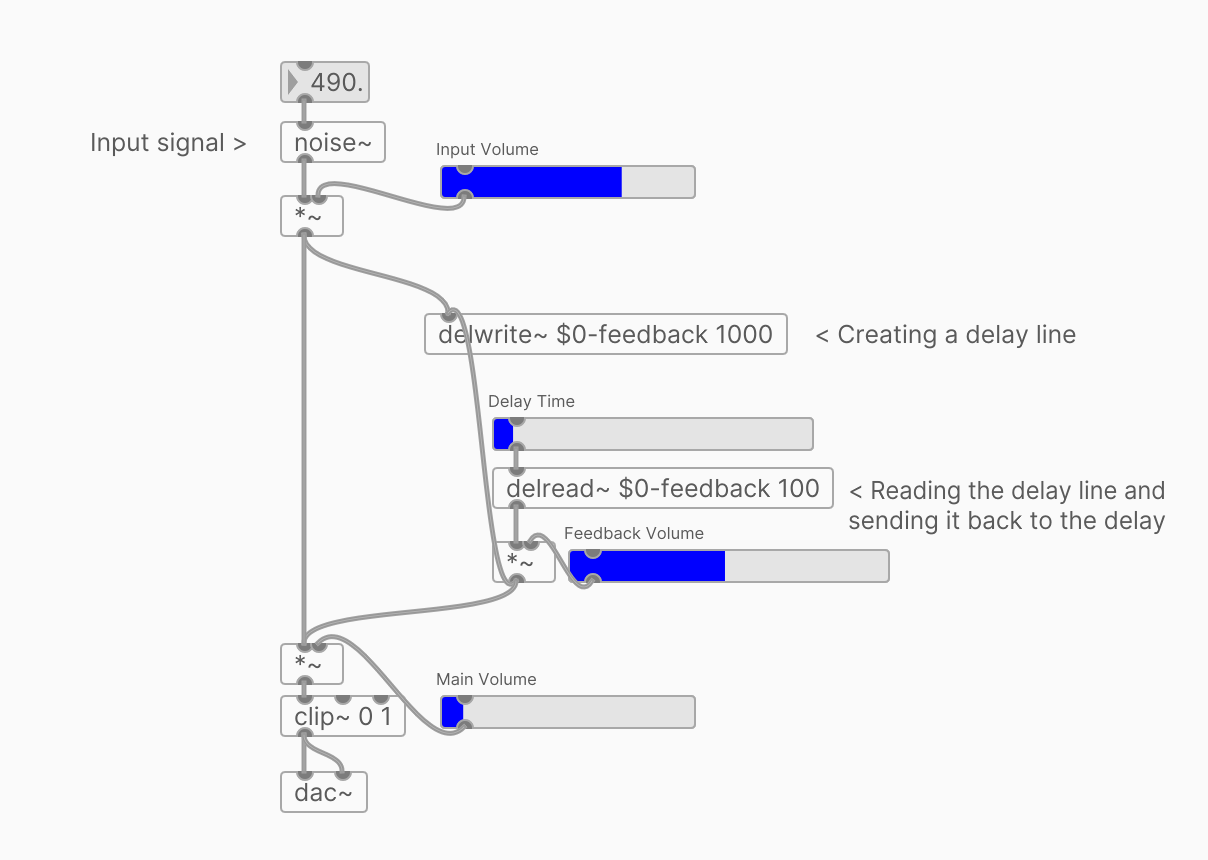 490.
Input signal >
noise~
Input Volume
*~
delwrite~ $0-feedback 1000
< Creating a delay line
Delay Time
delread~ $0-feedback 100
< Reading the delay line and
sending it back to the delay
Feedback Volume
*~
*~
Main Volume
clip~ 0 1
dac~